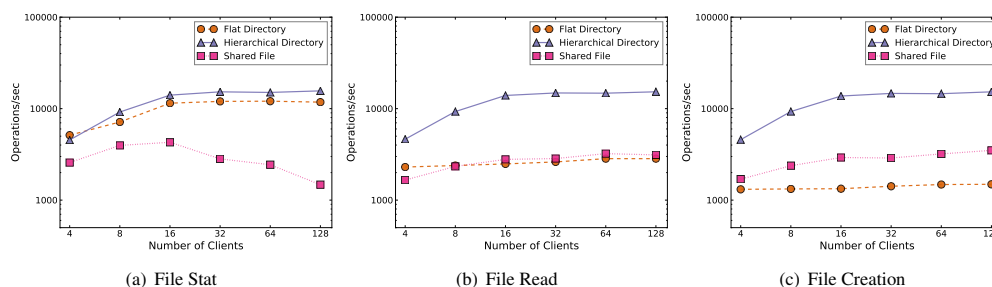 100000
10000
1000
Operations/sec
4 8 16 32 64 128
Number of Clients
Flat Directory
Hierarchical Directory
Shared File
(a) File Stat
100000
10000
1000
Operations/sec
4 8 16 32 64 128
Number of Clients
Flat Directory
Hierarchical Directory
Shared File
(b) File Read
100000
10000
1000
Operations/sec
4 8 16 32 64 12
Number of Clients
Flat Directory
Hierarchical Directory
Shared File
(c) File Creation